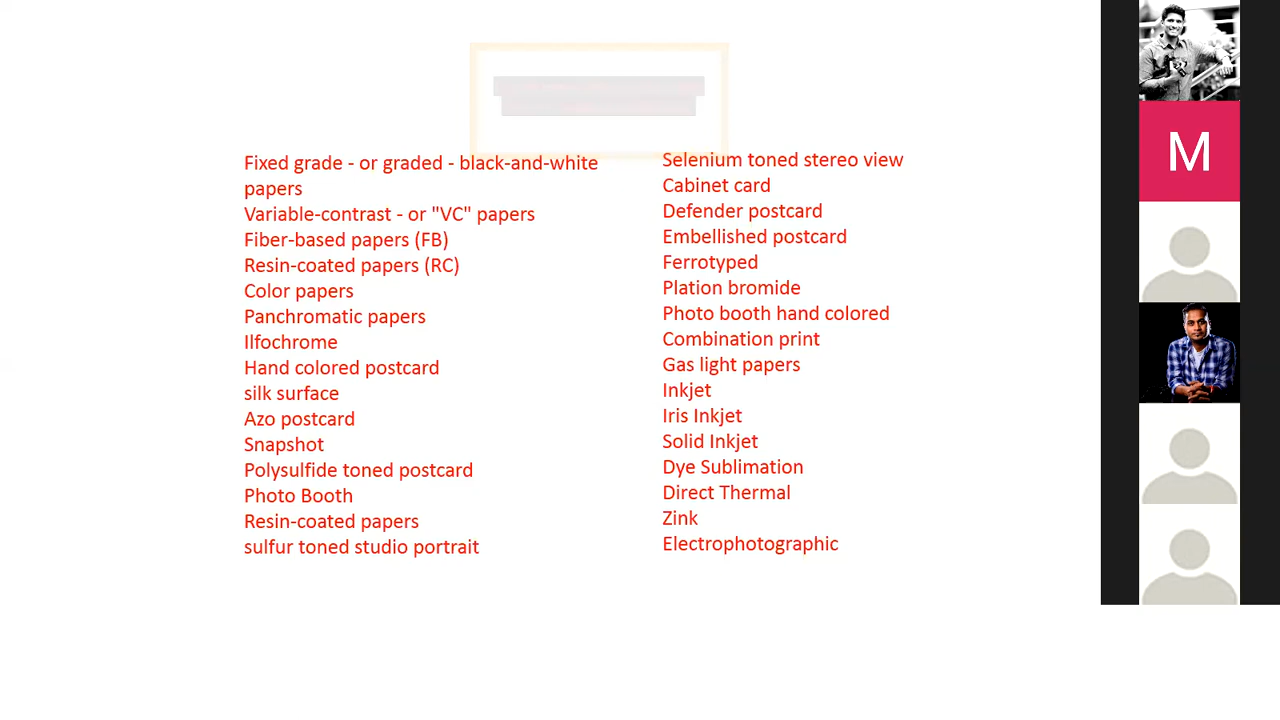 Fixed grade - or graded - black-and-white
papers
Variable-contrast - or "VC" papers
Fiber-based papers (FB)
Resin-coated papers (RC)
Color papers
Panchromatic papers
Ilfochrome
Hand colored postcard
silk surface
Azo postcard
Snapshot
Polysulfide toned postcard
Photo Booth
Resin-coated papers
sulfur toned studio portrait
Selenium toned stereo view
Cabinet card
Defender postcard
Embellished postcard
Ferrotyped
Plation bromide
Photo booth hand colored
Combination print
Gas light papers
Inkjet
Iris Inkjet
Solid Inkjet
Dye Sublimation
Direct Thermal
Zink
Electrophotographic
M